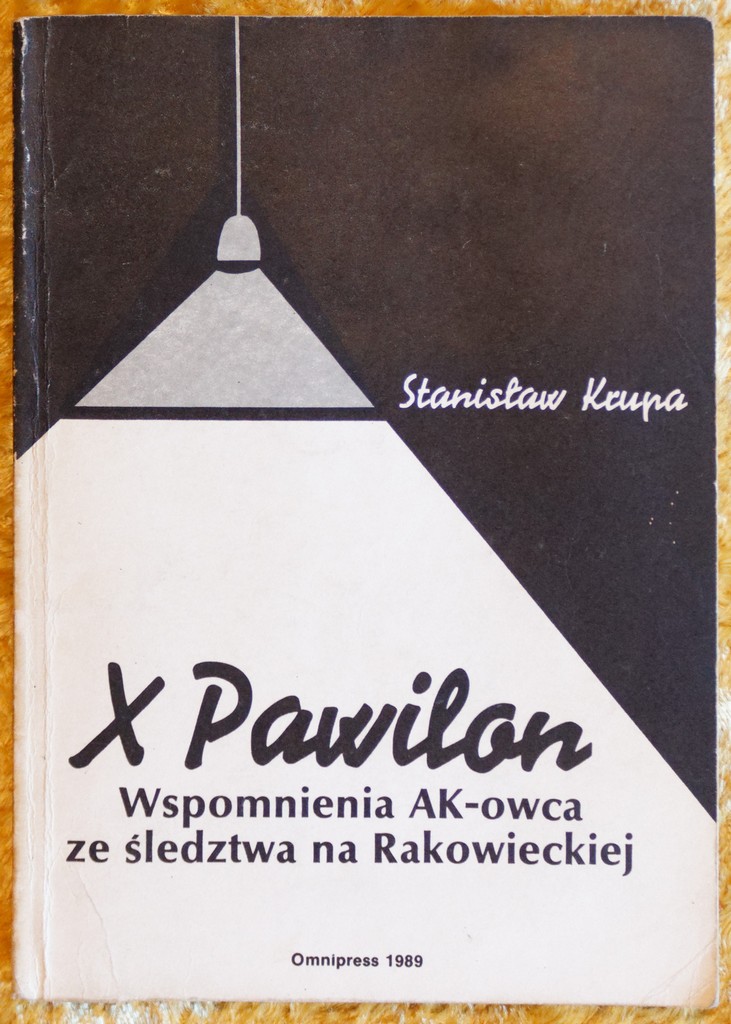 Stanisław Krupa
X Pawilon
Wspomnienia AK-owca
ze śledztwa na Rakowieckiej
Omnipress 1989